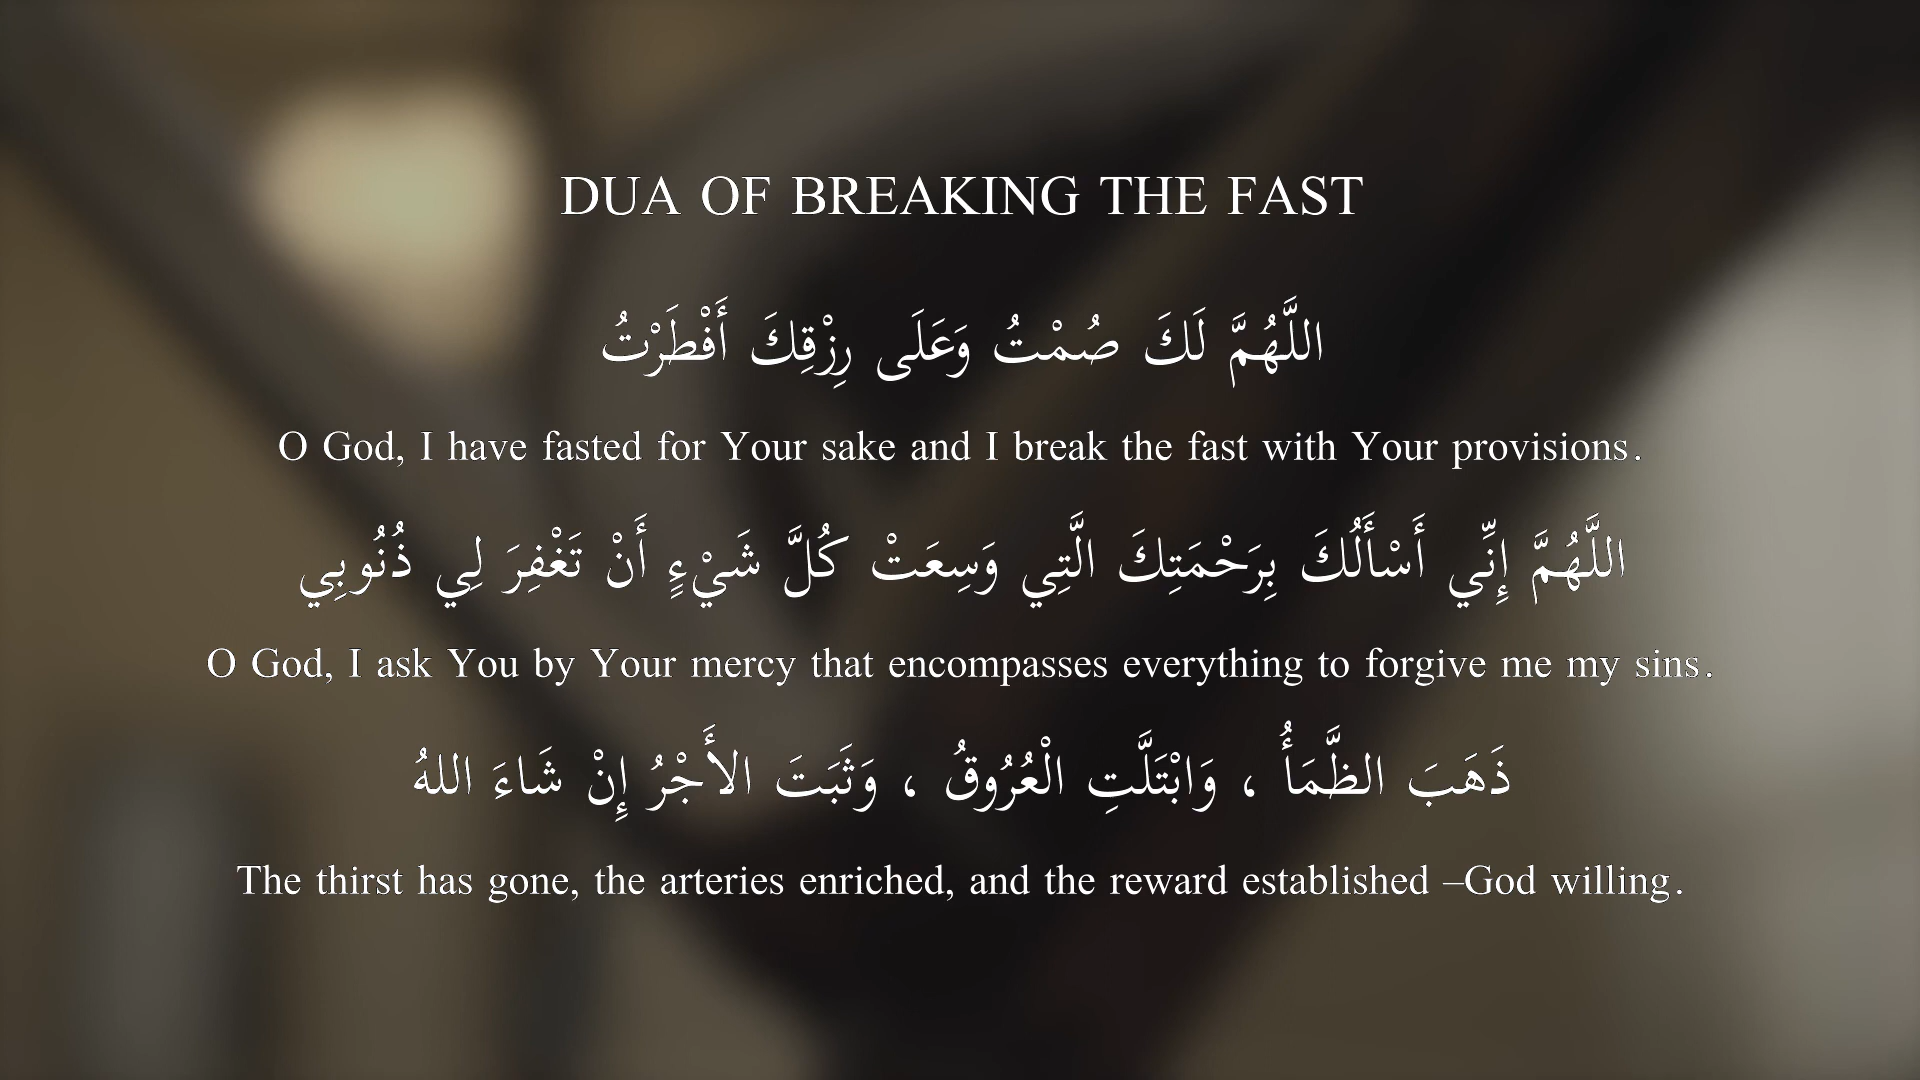 DUA OF BREAKING THE FAST
اللَّهُمَّ لَكَ صُمْتُ وَعَلَى رِزْقِكَ أَفْطَرْتُ
O God, I have fasted for Your sake and I break the fast with Your provisions.
اللَّهُمَّ إِنِّي أَسْأَلُكَ بِرَحْمَتِكَ الَّتِي وَسِعَتْ كُلَّ شَيْءٍ أَنْ تَغْفِرَ لِي ذُنُوبِي
O God, I ask You by Your mercy that encompasses everything to forgive me my sins.
ذَهَبَ الظَّمَأُ ، وَابْتَلَّتِ الْعُرُوقُ ، وَثَبَتَ الأَجْرُ إِنْ شَاءَ اللهُ
The thirst has gone, the arteries enriched, and the reward established –God willing.